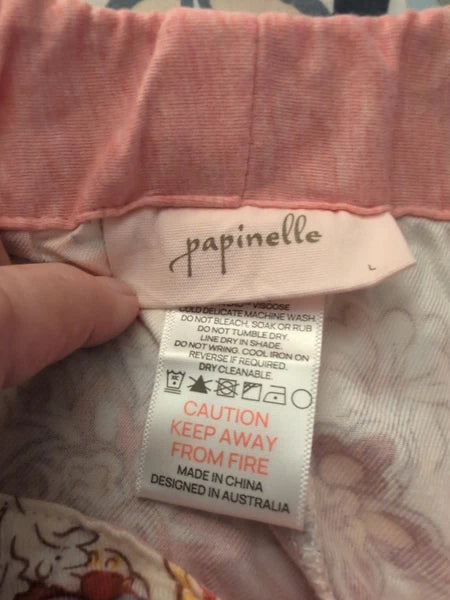 papinelle
L
VISCOSE
COLD DELICATE MACHINE WASH
DO NOT BLEACH. SOAK OR RUB
DO NOT TUMBLE DRY.
LINE DRY IN SHADE.
DO NOT WRING. COOL IRON ON
REVERSE IF REQUIRED.
DRY CLEANABLE.
CAUTION
KEEP AWAY
FROM FIRE
MADE IN CHINA
DESIGNED IN AUSTRALIA